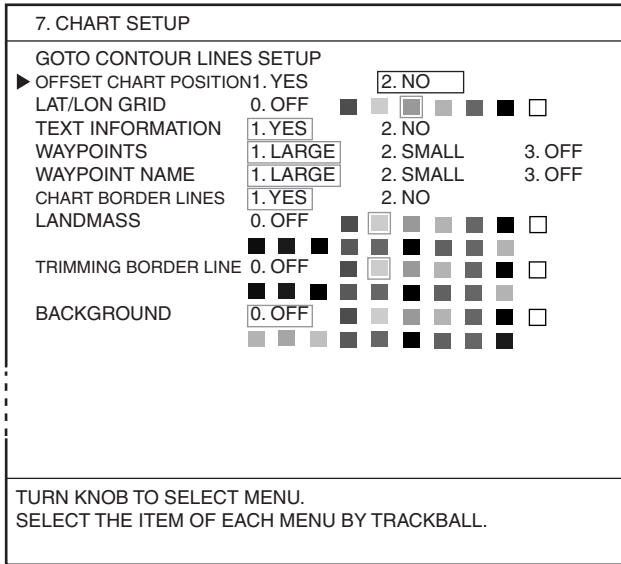 7. CHART SETUP
GOTO CONTOUR LINES SETUP
OFFSET CHART POSITION 1. YES 2. NO
LAT/LON GRID 0. OFF
TEXT INFORMATION 1. YES 2. NO
WAYPOINTS 1. LARGE 2. SMALL 3. OFF
WAYPOINT NAME 1. LARGE 2. SMALL 3. OFF
CHART BORDER LINES 1. YES 2. NO
LANDMASS 0. OFF
TRIMMING BORDER LINE 0. OFF
BACKGROUND 0. OFF
TURN KNOB TO SELECT MENU.
SELECT THE ITEM OF EACH MENU BY TRACKBALL.